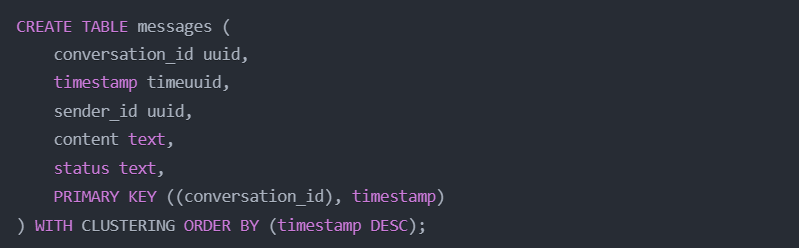 CREATE TABLE messages (
    conversation_id uuid,
    timestamp timeuuid,
    sender_id uuid,
    content text,
    status text,
    PRIMARY KEY ((conversation_id), timestamp)
) WITH CLUSTERING ORDER BY (timestamp DESC);